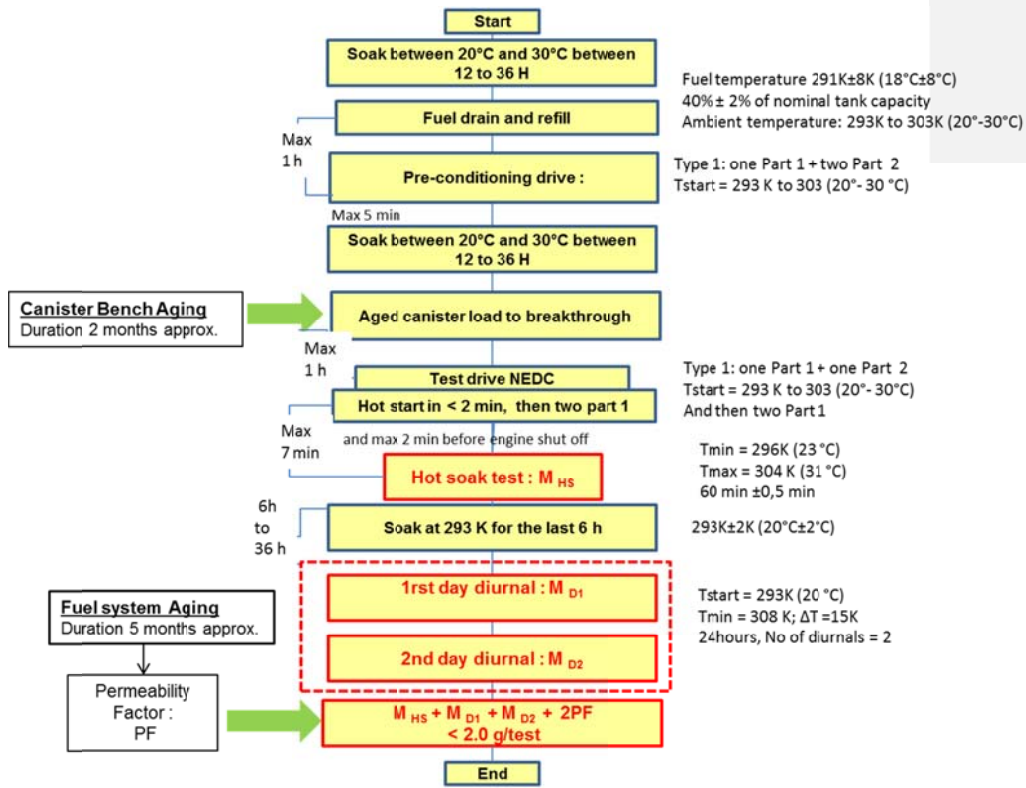 Start
Soak between 20°C and 30°C between
12 to 36 H
Fuel temperature 291K±8K (18°C±8°C)
40%± 2% of nominal tank capacity
Ambient temperature: 293K to 303K (20°-30°C)
Fuel drain and refill
Max
1 h
Pre-conditioning drive :
Type 1: one Part 1 + two Part 2
Tstart = 293 K to 303 (20°- 30 °C)
Max 5 min
Soak between 20°C and 30°C between
12 to 36 H
Canister Bench Aging
Duration 2 months approx.
Aged canister load to breakthrough
Max
1 h
Test drive NEDC
Type 1: one Part 1 + one Part 2
Tstart = 293 K to 303 (20°- 30°C)
And then two Part 1
Hot start in < 2 min, then two part 1
Max
7 min
and max 2 min before engine shut off
Hot soak test : M HS
Tmin = 296K (23 °C)
Tmax = 304 K (31 °C)
60 min ±0,5 min
6h
to
36 h
Soak at 293 K for the last 6 h
293K±2K (20°C±2°C)
1rst day diurnal : M D1
Tstart = 293K (20 °C)
Tmin = 308 K; ΔT =15K
24hours, No of diurnals = 2
Fuel system Aging
Duration 5 months approx.
2nd day diurnal : M D2
Permeability
Factor :
PF
M HS + M D1 + M D2 + 2PF
< 2.0 g/test
End